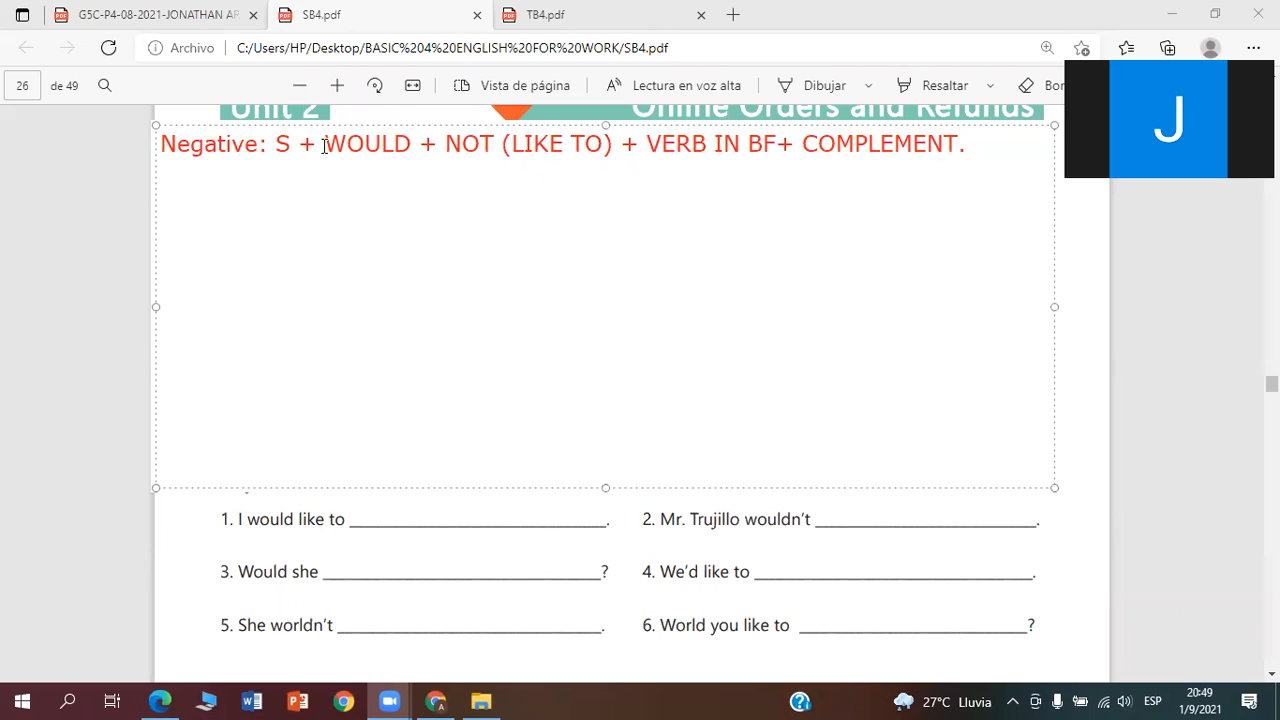 G5C-P4-08-2021-JONATHAN AR
SB4.pdf
TB4.pdf
Archivo
C:/Users/HP/Desktop/BASIC%204%20ENGLISH%20FOR%20WORK/SB4.pdf
26 de 49
Vista de página
Lectura en voz alta
Dibujar
Resaltar
Bor
Unit 2
Online Orders and Refunds
J
Negative: S + WOULD + NOT (LIKE TO) + VERB IN BF+ COMPLEMENT.
1. I would like to ______________________________.
2. Mr. Trujillo wouldn't __________________________.
3. Would she ________________________________?
4. We'd like to ________________________________.
5. She worldn't ______________________________.
6. World you like to __________________________?
27°C Lluvia
ESP
20:49
1/9/2021